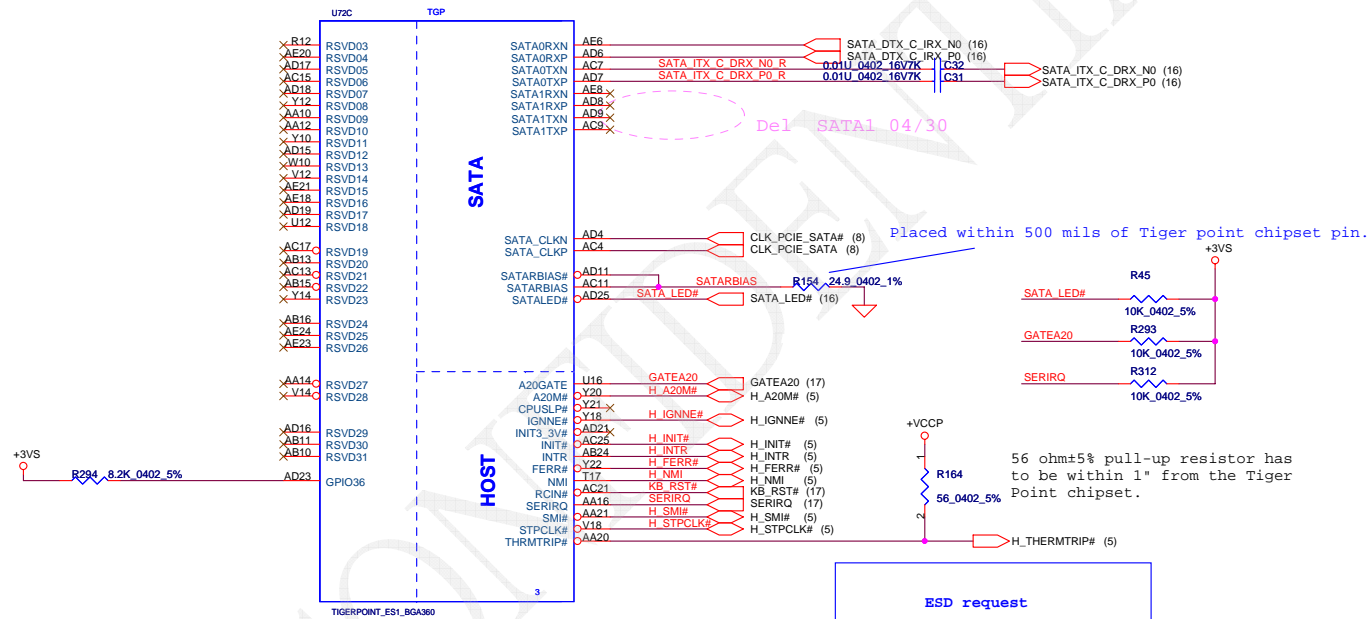 U72C TGP
R12 RSVD03
AE20 RSVD04
AD17 RSVD05
AC15 RSVD06
AD18 RSVD07
Y12 RSVD08
AA10 RSVD09
AA12 RSVD10
Y10 RSVD11
AD15 RSVD12
W10 RSVD13
V12 RSVD14
AE21 RSVD15
AE18 RSVD16
AD19 RSVD17
U12 RSVD18
AC17 RSVD19
AB13 RSVD20
AC13 RSVD21
AB15 RSVD22
Y14 RSVD23
AB16 RSVD24
AE24 RSVD25
AE23 RSVD26
AA14 RSVD27
V14 RSVD28
AD16 RSVD29
AB11 RSVD30
AB10 RSVD31
+3VS
R294 8.2K_0402_5%
AD23 GPIO36
SATA
SATA0RXN AE6 SATA_DTX_C_IRX_N0 (16)
SATA0RXP AD6 SATA_DTX_C_IRX_P0 (16)
SATA0TXN AC7 SATA_ITX_C_DRX_N0_R 0.01U_0402_16V7K C32 SATA_ITX_C_DRX_N0 (16)
SATA0TXP AD7 SATA_ITX_C_DRX_P0_R 0.01U_0402_16V7K C31 SATA_ITX_C_DRX_P0 (16)
SATA1RXN AE8
SATA1RXP AD8
SATA1TXN AD9
SATA1TXP AC9
Del SATA1 04/30
SATA_CLKN AD4 CLK_PCIE_SATA# (8)
SATA_CLKP AC4 CLK_PCIE_SATA (8)
SATARBIAS# AD11
SATARBIAS AC11 SATARBIAS R154 24.9_0402_1%
SATALED# AD25 SATA_LED# SATA_LED# (16)
Placed within 500 mils of Tiger point chipset pin.
+3VS
SATA_LED# R45 10K_0402_5%
GATEA20 R293 10K_0402_5%
SERIRQ R312 10K_0402_5%
HOST
A20GATE U16 GATEA20 GATEA20 (17)
A20M# Y20 H_A20M# H_A20M# (5)
CPUSLP# Y21
IGNNE# Y18 H_IGNNE# H_IGNNE# (5)
INIT3_3V# AD21
INIT# AC25 H_INIT# H_INIT# (5)
INTR AB24 H_INTR H_INTR (5)
FERR# Y22 H_FERR# H_FERR# (5)
NMI T17 H_NMI H_NMI (5)
RCIN# AC21 KB_RST# KB_RST# (17)
SERIRQ AA16 SERIRQ SERIRQ (17)
SMI# AA21 H_SMI# H_SMI# (5)
STPCLK# V18 H_STPCLK# H_STPCLK# (5)
THRMTRIP# AA20 H_THERMTRIP# (5)
+VCCP
1
R164
56_0402_5%
2
56 ohm±5% pull-up resistor has
to be within 1" from the Tiger
Point chipset.
3
TIGERPOINT_ES1_BGA360
ESD request